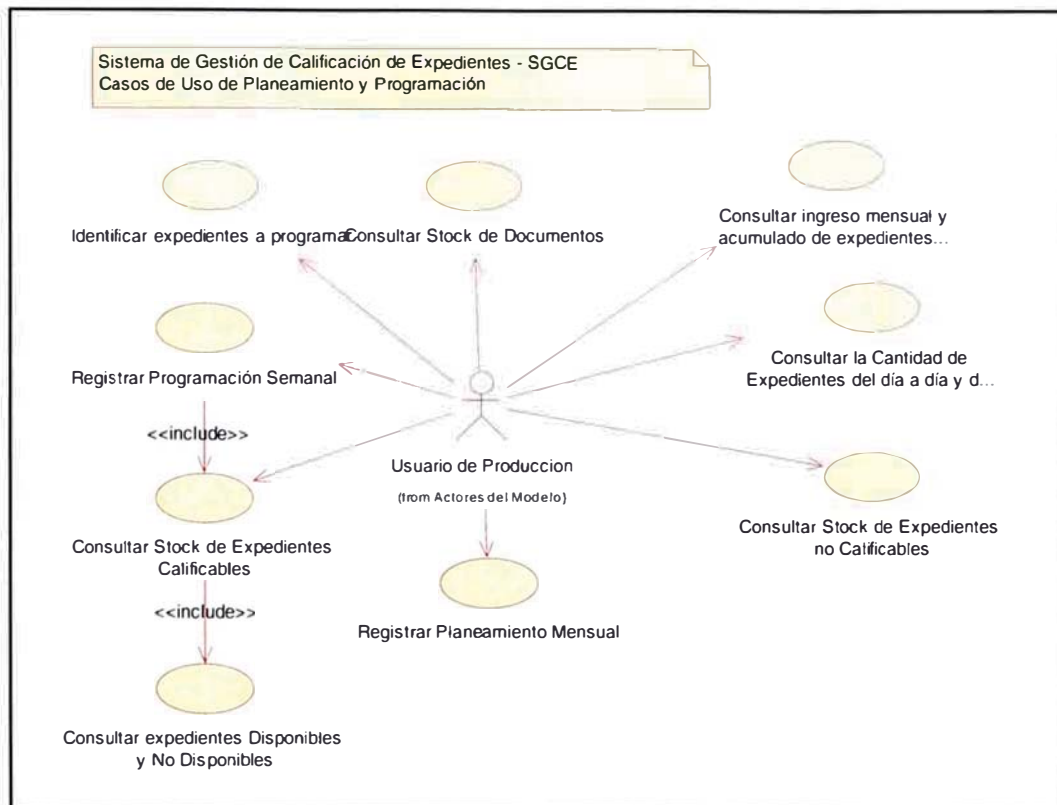 Sistema de Gestión de Calificación de Expedientes - SGCE
Casos de Uso de Planeamiento y Programación
Identificar expedientes a programar
Consultar Stock de Documentos
Consultar ingreso mensual y
acumulado de expedientes...
Registrar Programación Semanal
Consultar la Cantidad de
Expedientes del día a día y d...
<<include>>
Usuario de Produccion
(from Actores del Modelo)
Consultar Stock de Expedientes
no Calificables
Consultar Stock de Expedientes
Calificables
<<include>>
Registrar Planeamiento Mensual
Consultar expedientes Disponibles
y No Disponibles